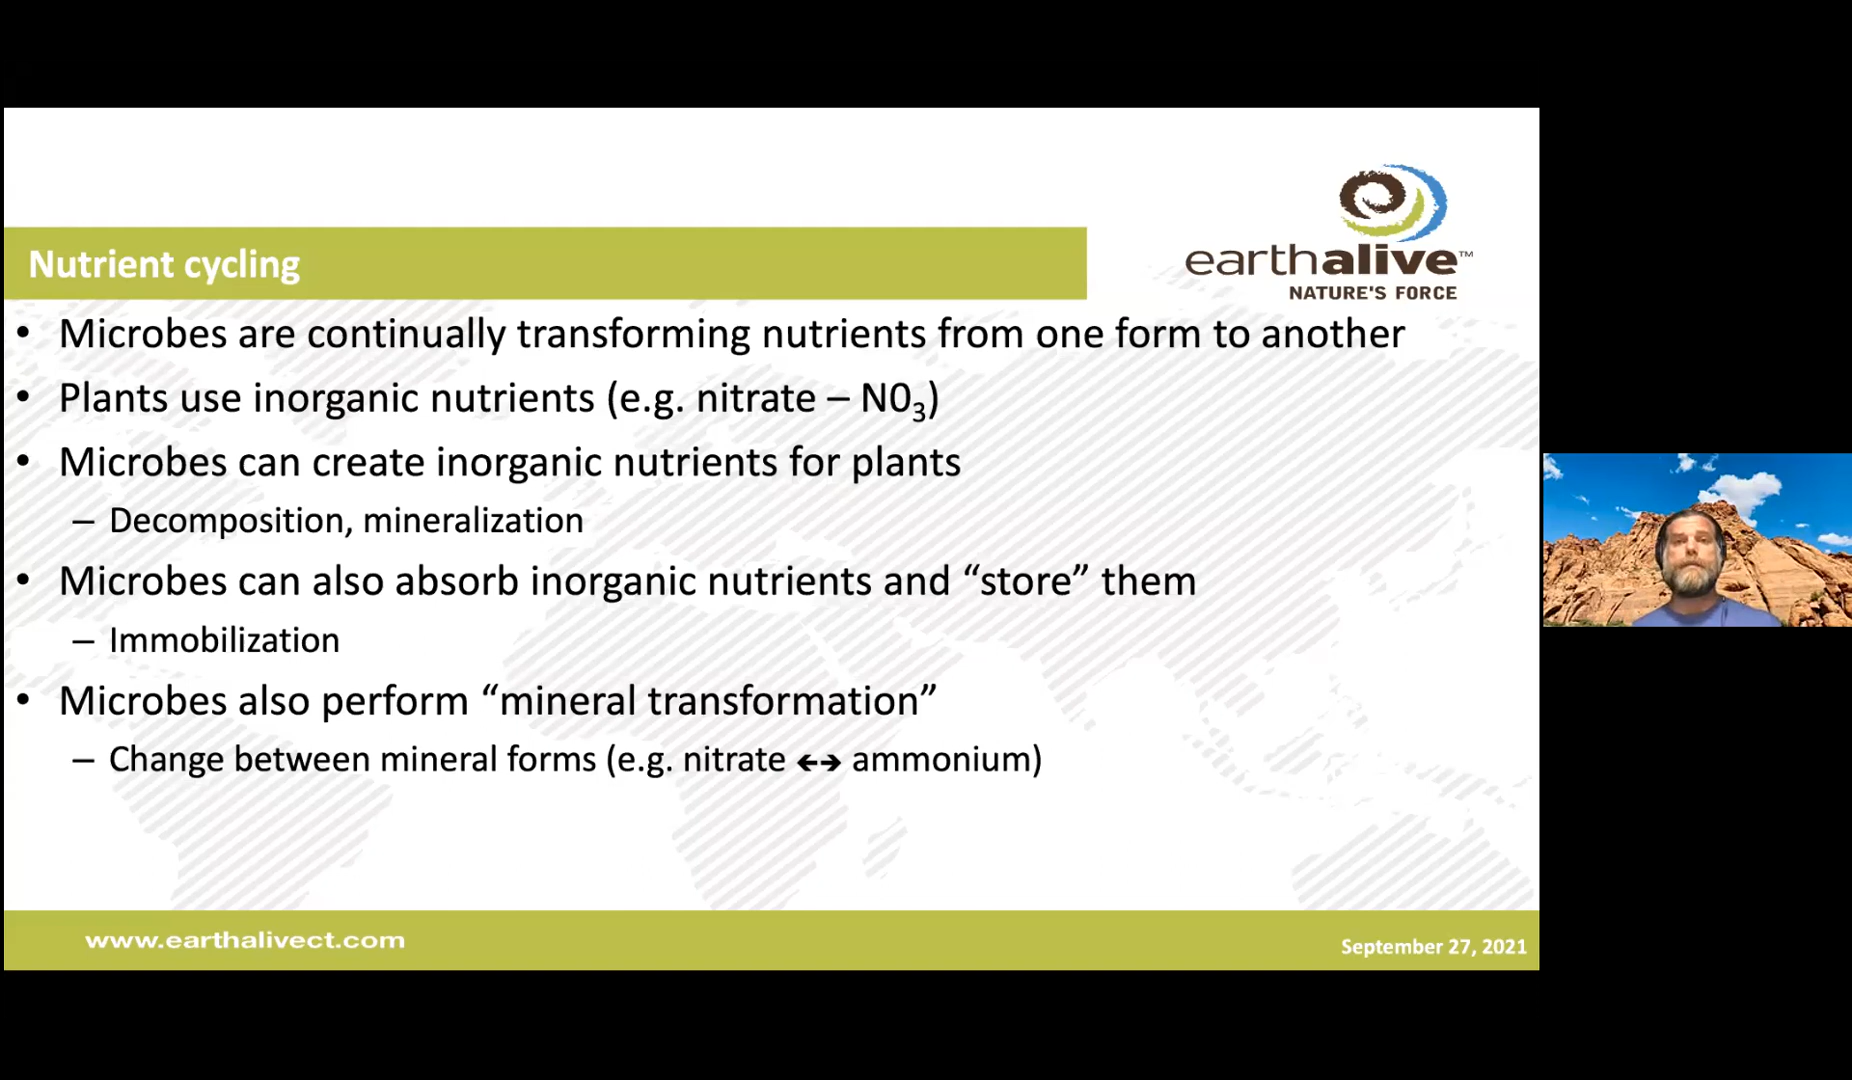 earthalive™
NATURE'S FORCE
Nutrient cycling
• Microbes are continually transforming nutrients from one form to another
• Plants use inorganic nutrients (e.g. nitrate – N0₃)
• Microbes can create inorganic nutrients for plants
– Decomposition, mineralization
• Microbes can also absorb inorganic nutrients and “store” them
– Immobilization
• Microbes also perform “mineral transformation”
– Change between mineral forms (e.g. nitrate ↔ ammonium)
www.earthalivect.com
September 27, 2021